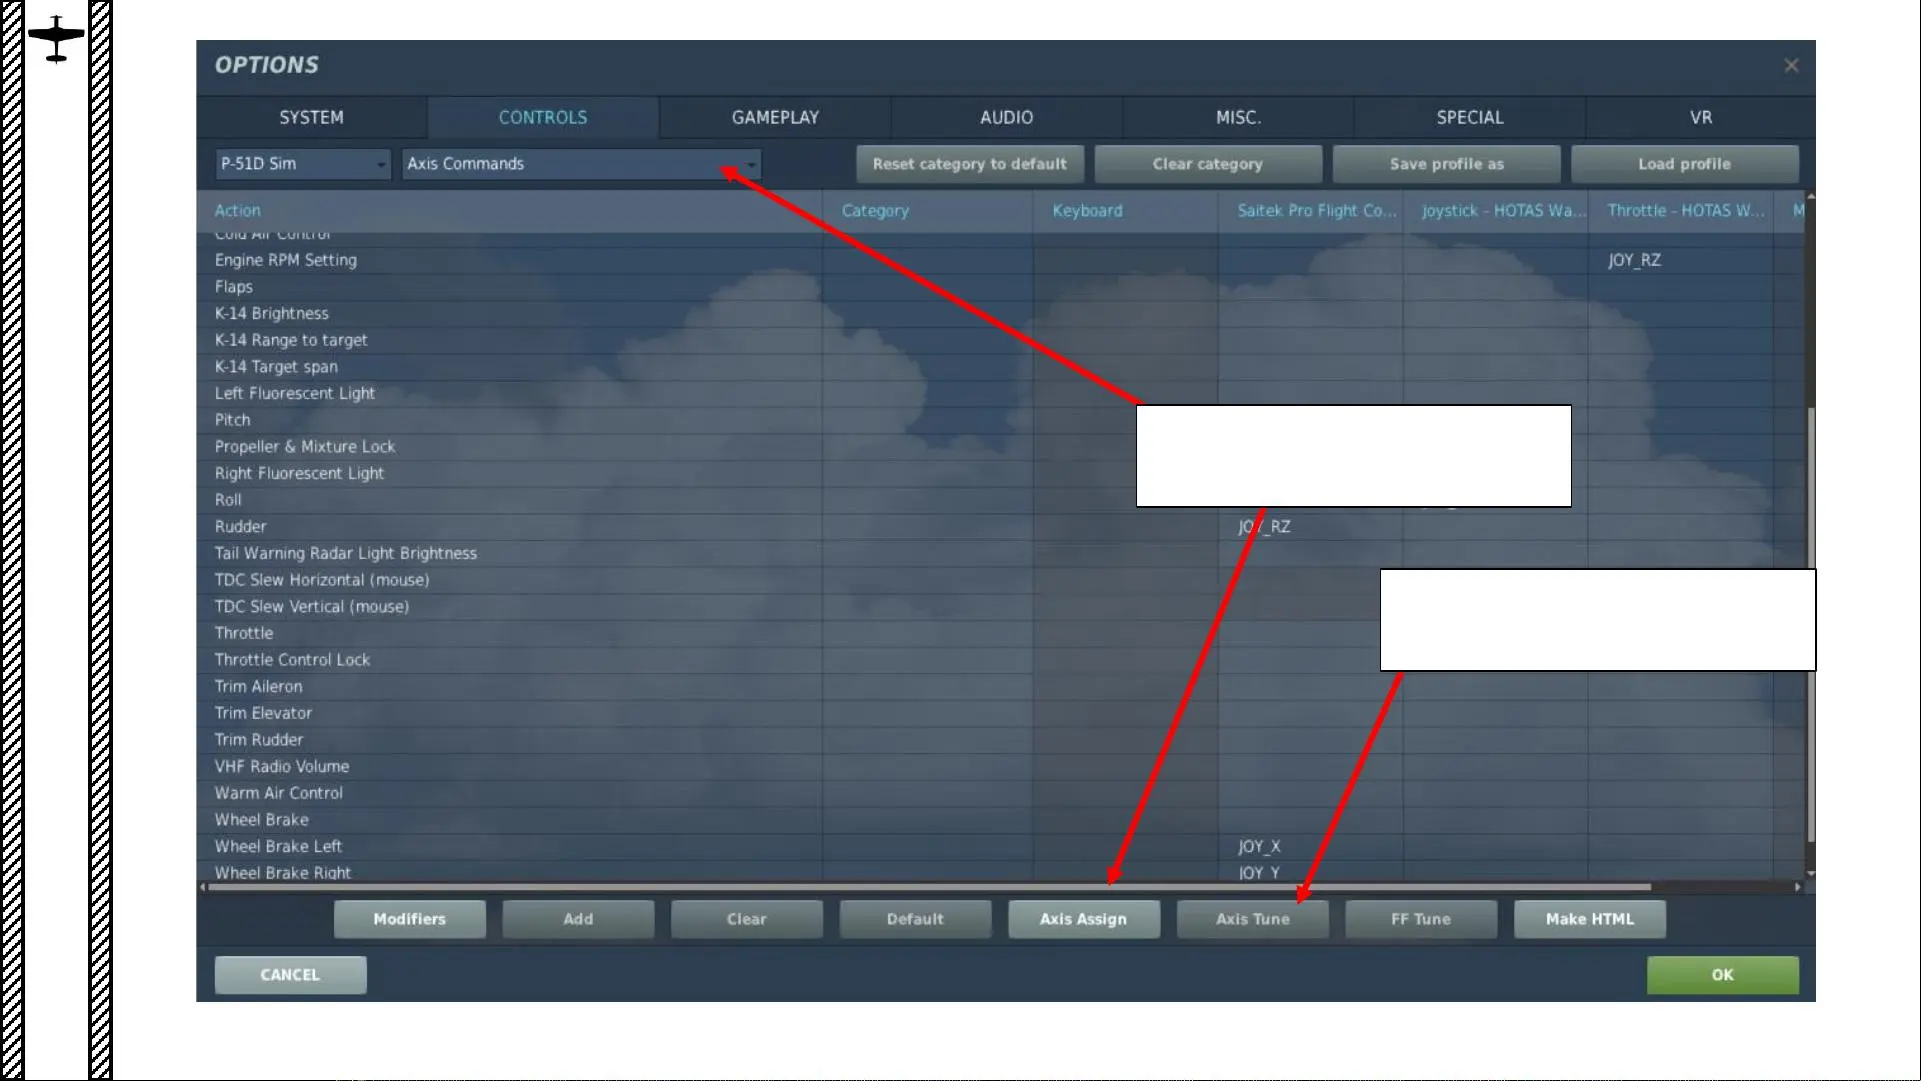 OPTIONS
SYSTEM CONTROLS GAMEPLAY AUDIO MISC. SPECIAL VR
P-51D Sim Axis Commands Reset category to default Clear category Save profile as Load profile
Action Category Keyboard Saitek Pro Flight Co... Joystick - HOTAS Wa... Throttle - HOTAS W... M
Cold Air Control
Engine RPM Setting JOY_RZ
Flaps
K-14 Brightness
K-14 Range to target
K-14 Target span
Left Fluorescent Light
Pitch
Propeller & Mixture Lock
Right Fluorescent Light
Roll
Rudder JOY_RZ
Tail Warning Radar Light Brightness
TDC Slew Horizontal (mouse)
TDC Slew Vertical (mouse)
Throttle
Throttle Control Lock
Trim Aileron
Trim Elevator
Trim Rudder
VHF Radio Volume
Warm Air Control
Wheel Brake
Wheel Brake Left JOY_X
Wheel Brake Right JOY_Y
Modifiers Add Clear Default Axis Assign Axis Tune FF Tune Make HTML
CANCEL OK